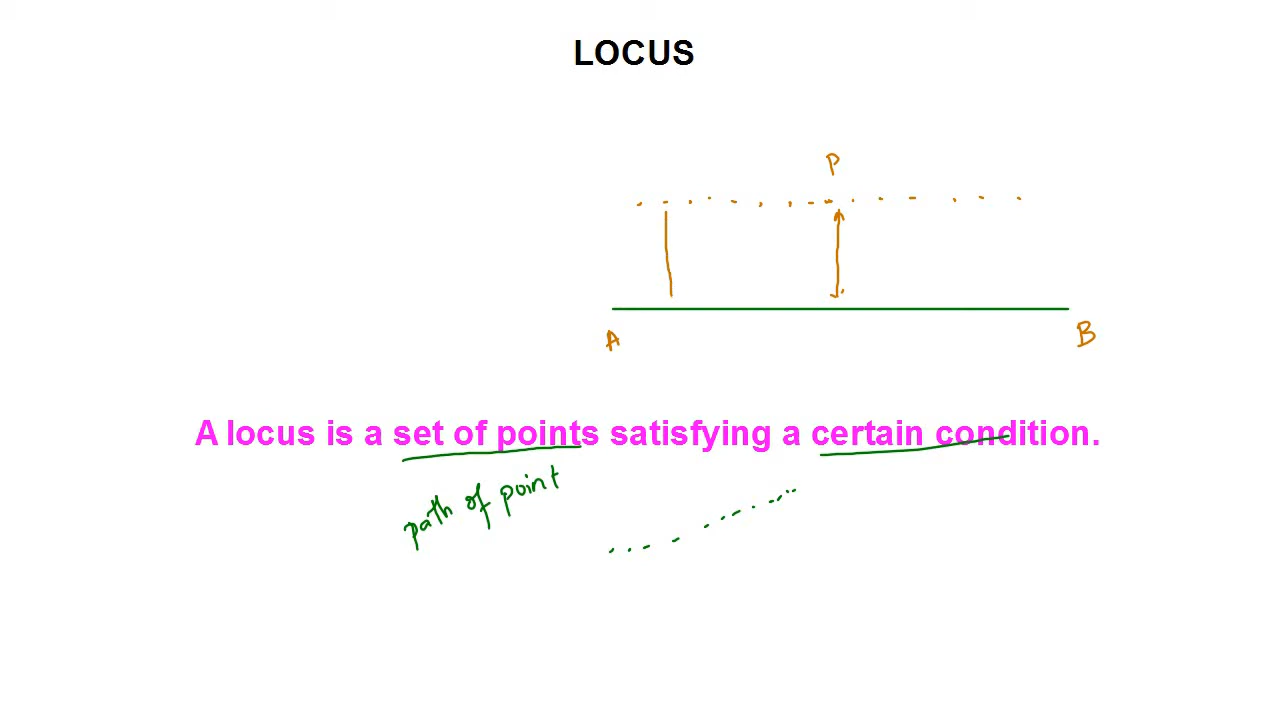 LOCUS
P
A
B
A locus is a set of points satisfying a certain condition.
path of point